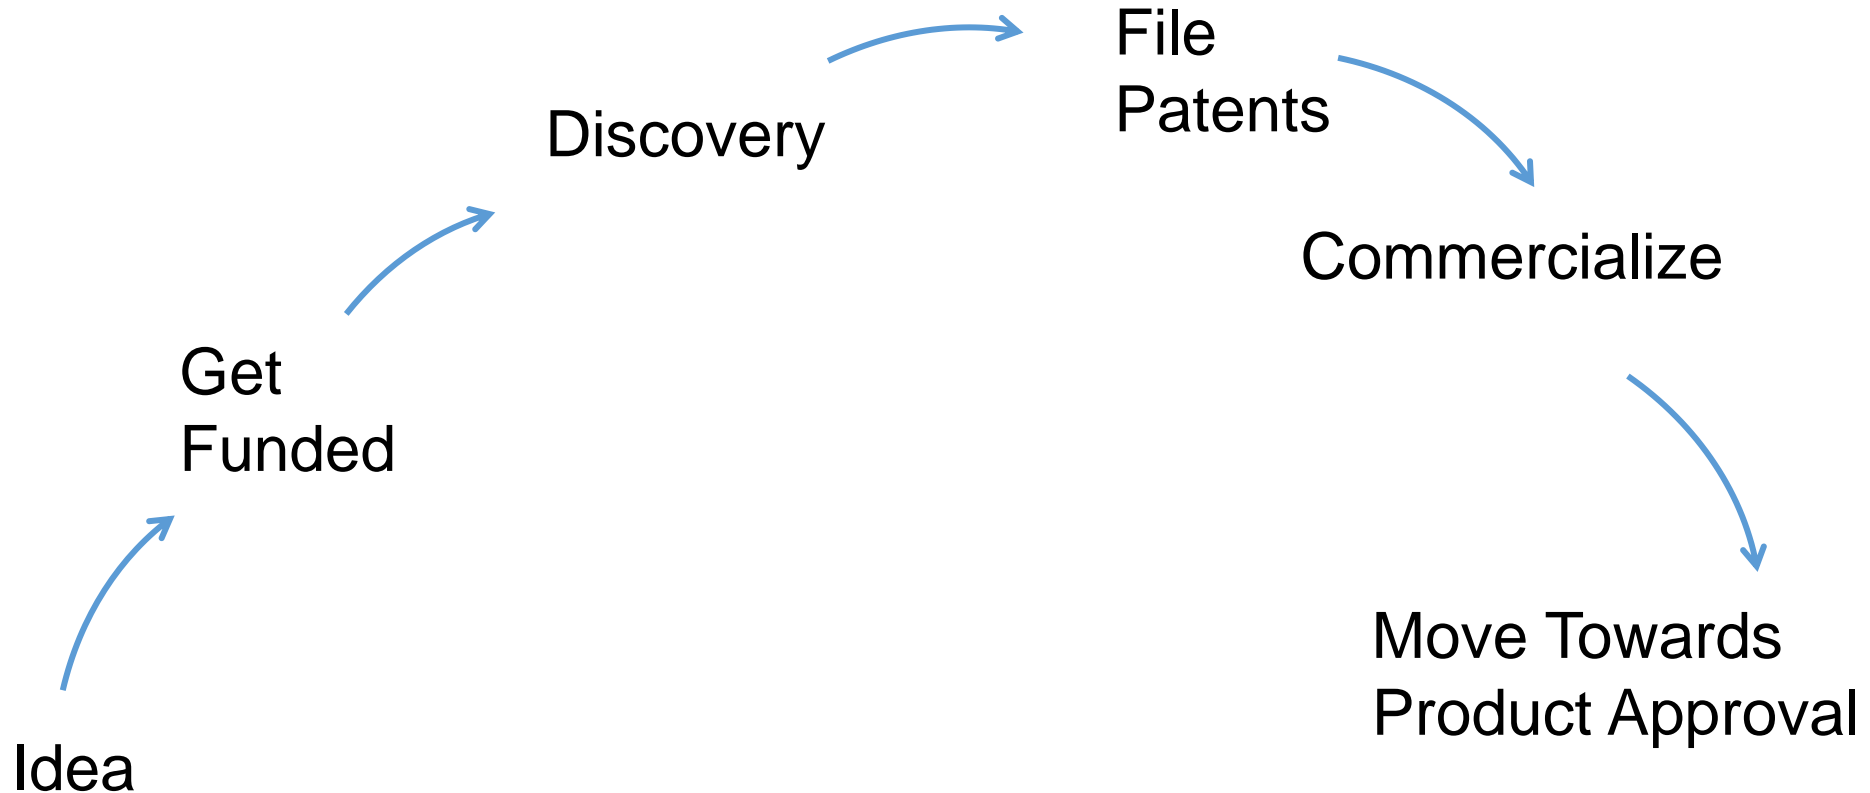 Idea
Get
Funded
Discovery
File
Patents
Commercialize
Move Towards
Product Approval